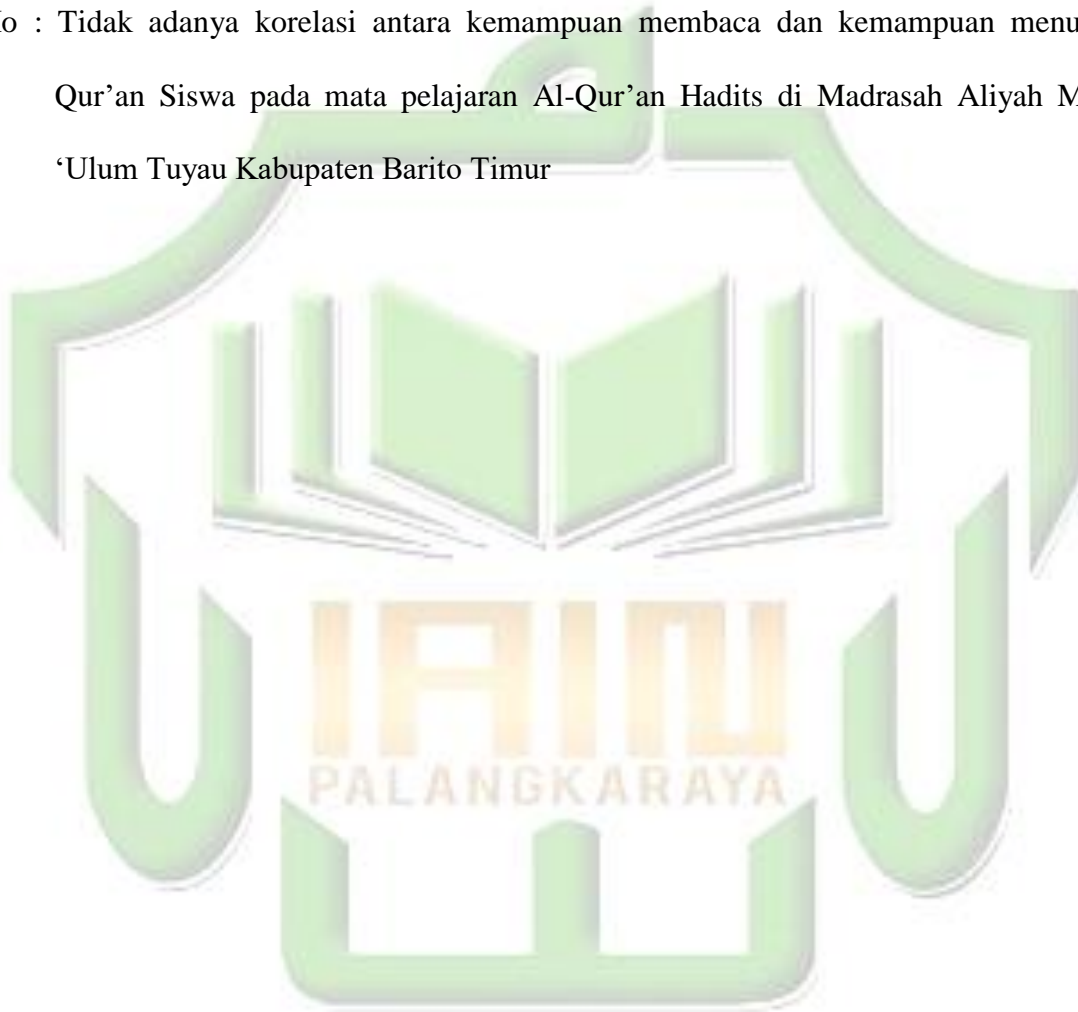 : Tidak adanya korelasi antara kemampuan membaca dan kemampuan
Qur’an Siswa pada mata pelajaran Al-Qur’an Hadits di Madrasah Aliyah
‘Ulum Tuyau Kabupaten Barito Timur
IAIN
PALANGKARAYA